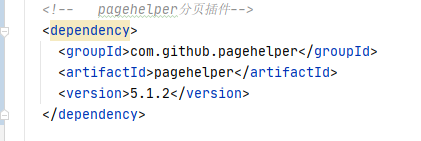 <!--   pagehelper分页插件-->
<dependency>
  <groupId>com.github.pagehelper</groupId>
  <artifactId>pagehelper</artifactId>
  <version>5.1.2</version>
</dependency>